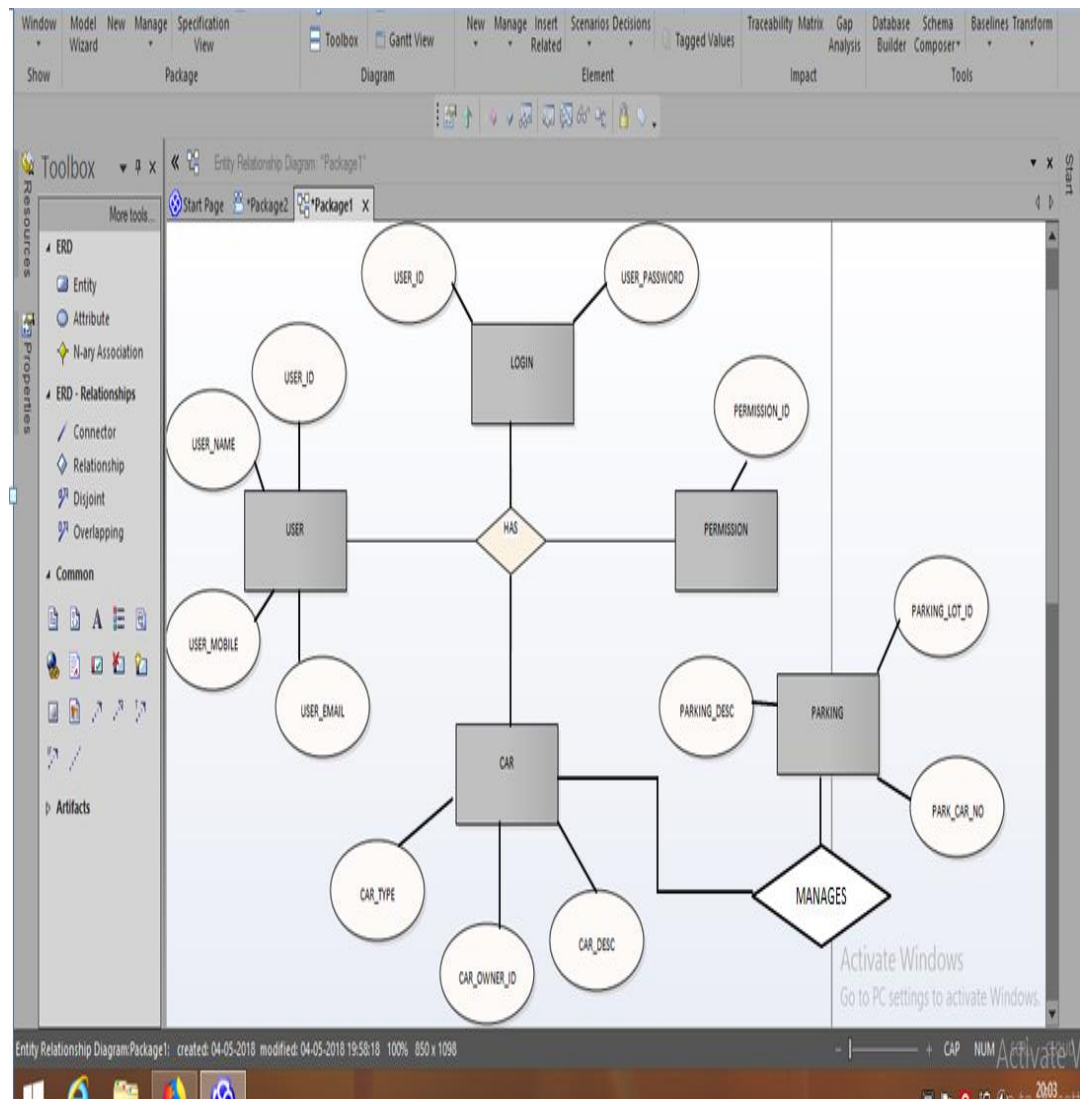 Window Model New Manage Specification
Wizard View
Toolbox Gantt View
New Manage Insert Scenarios Decisions
Related
Tagged Values
Traceability Matrix Gap
Analysis
Database Schema Baselines Transform
Builder Composer
Show Package Diagram Element Impact Tools
Resources
Properties
Toolbox
More tools...
ERD
Entity
Attribute
N-ary Association
ERD - Relationships
Connector
Relationship
Disjoint
Overlapping
Common
A
Artifacts
Entity Relationship Diagram: "Package1"
Start
Start Page *Package2 *Package1 X
USER_ID
USER_PASSWORD
LOGIN
USER_ID
USER_NAME
PERMISSION_ID
USER
HAS
PERMISSION
USER_MOBILE
USER_EMAIL
PARKING_LOT_ID
PARKING_DESC
PARKING
CAR
PARK_CAR_NO
CAR_TYPE
MANAGES
CAR_DESC
CAR_OWNER_ID
Activate Windows
Go to PC settings to activate Windows.
Entity Relationship Diagram:Package1: created: 04-05-2018 modified: 04-05-2018 19:58:18 100% 850 x 1098
CAP NUM
20:03